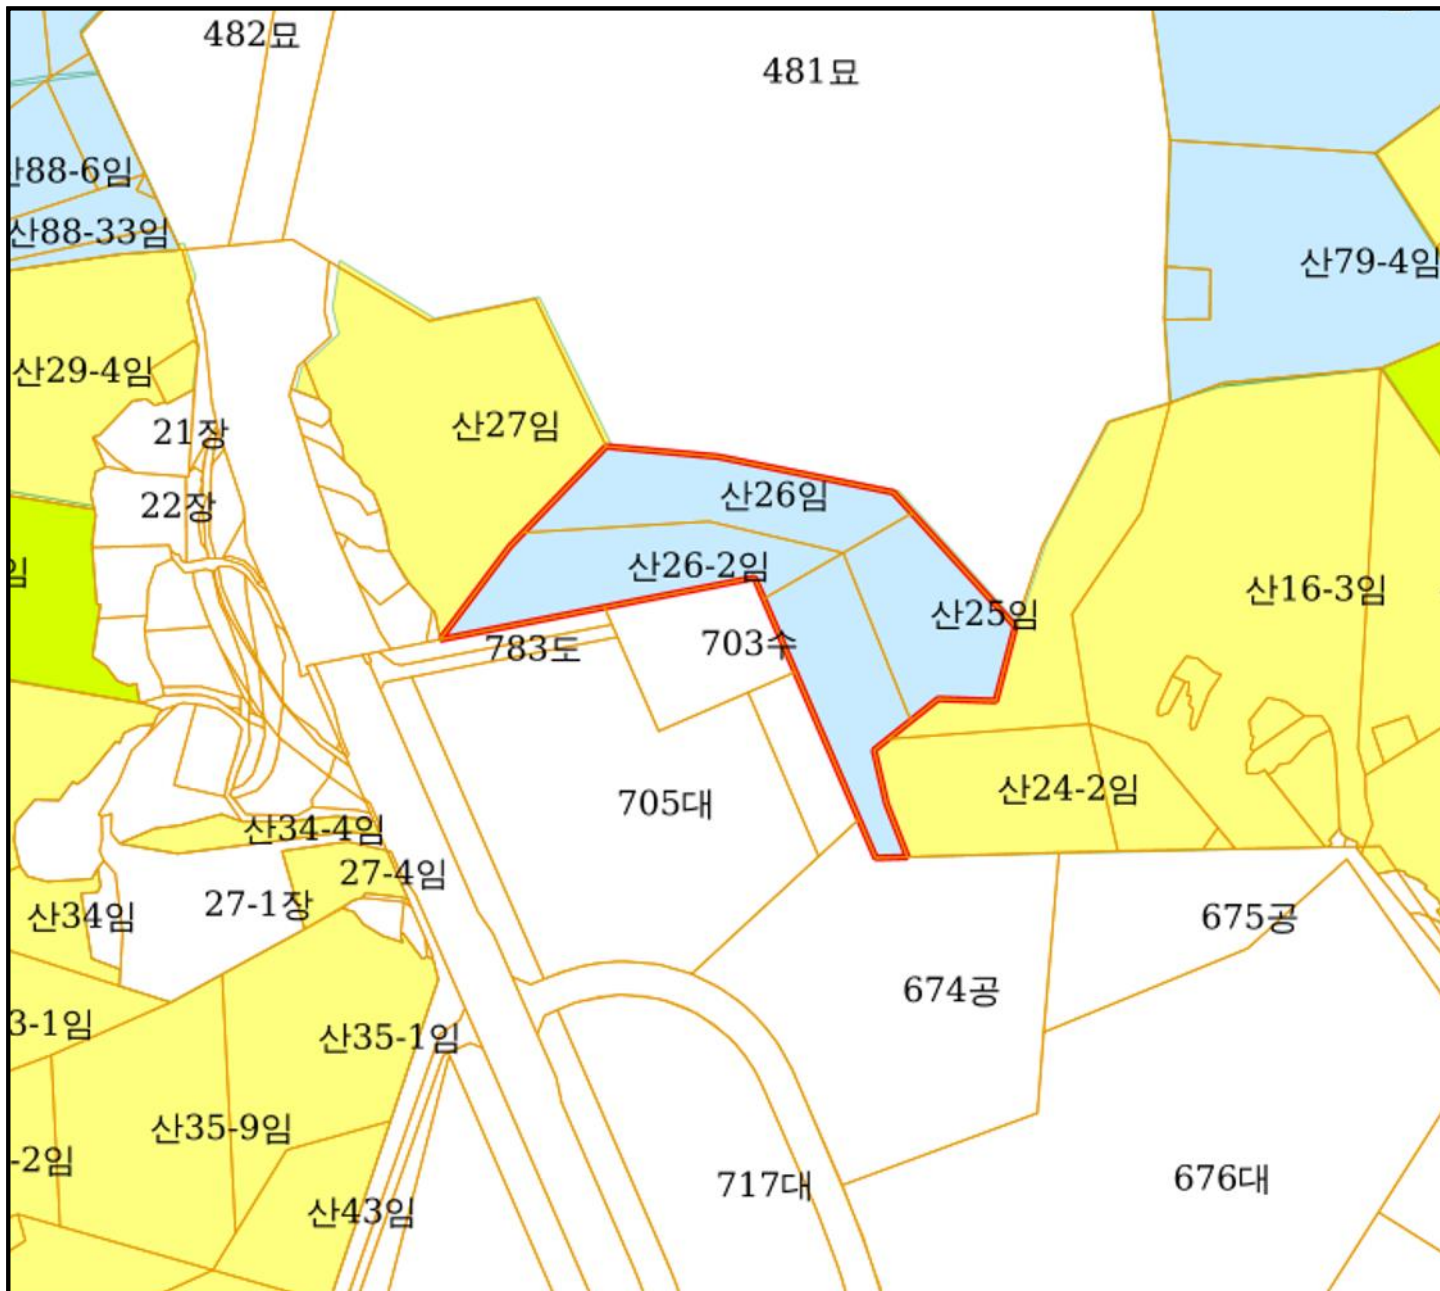 482묘
481묘
88-6임
산88-33임
산79-4임
산29-4임
산27임
21장
산26임
22장
산26-2임
임
산16-3임
산25임
703수
783도
산24-2임
705대
산34-4임
27-4임
27-1장
산34임
675공
674공
3-1임
산35-1임
산35-9임
-2임
676대
717대
산43임